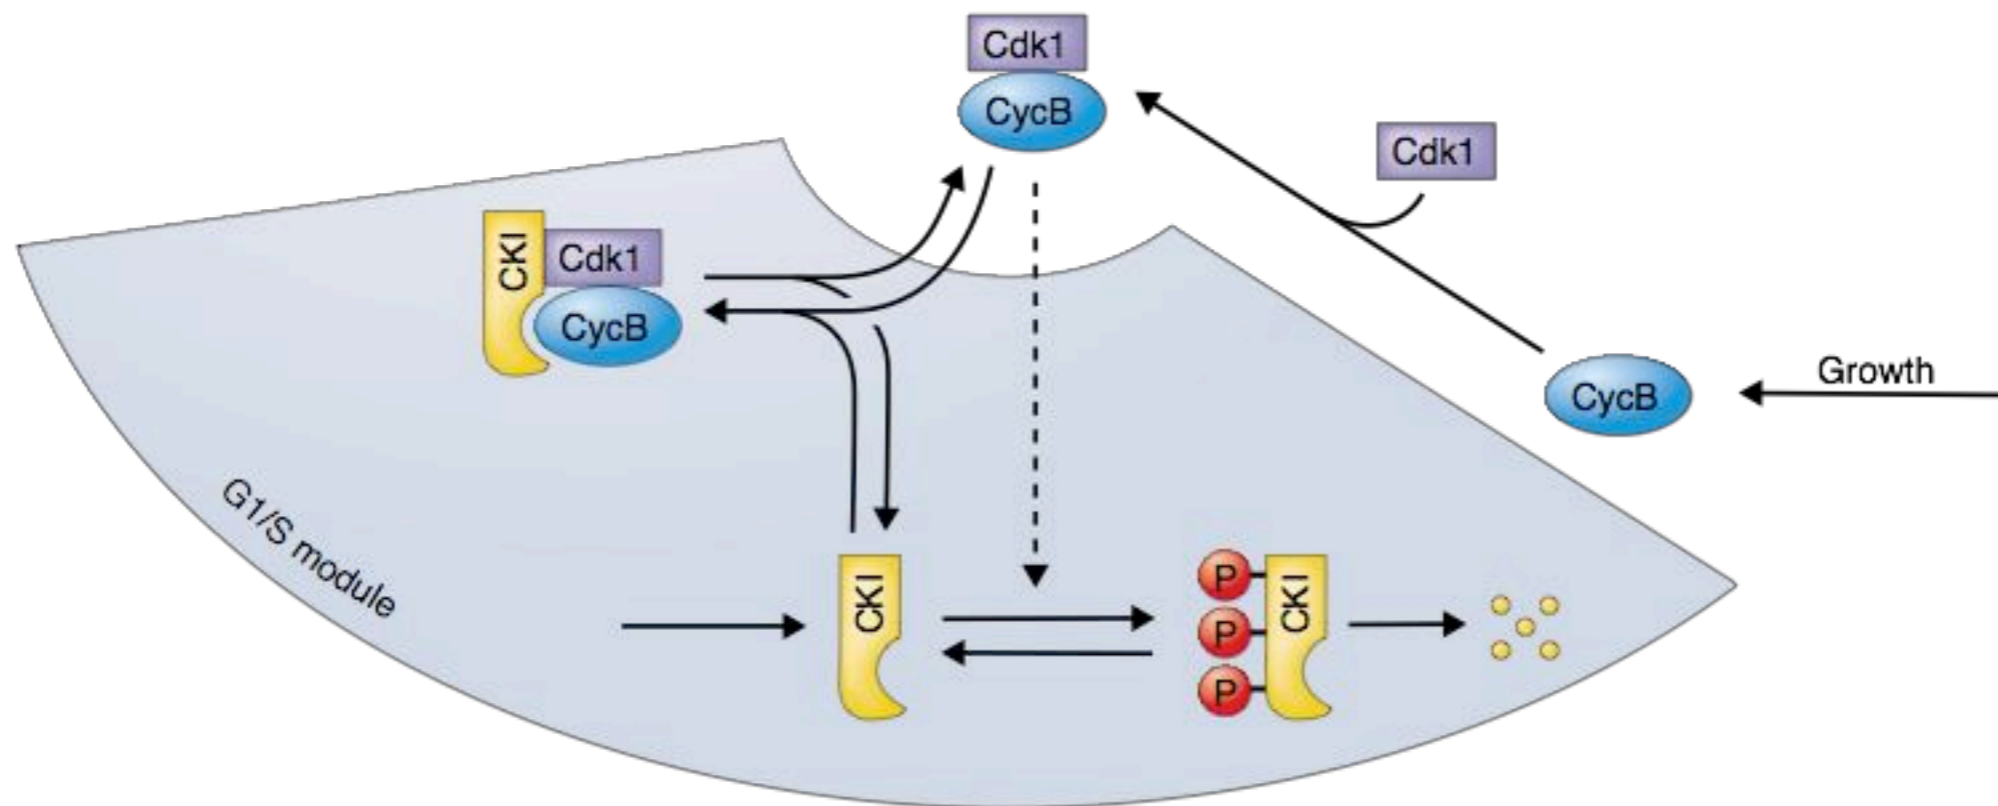 Cdk1
CycB
Cdk1
CKI
Cdk1
CycB
Growth
CycB
G1/S module
CKI
P
P
P
CKI